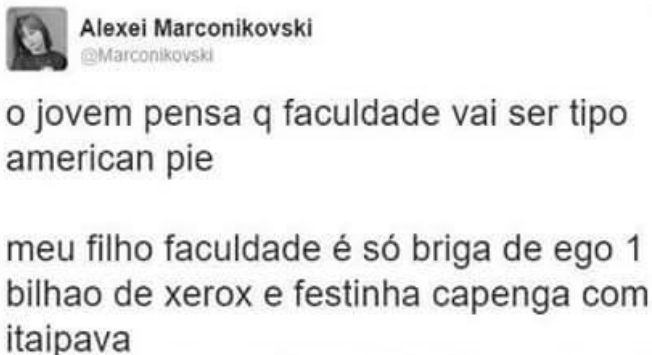 Alexei Marconikovski
@Marconikovski
o jovem pensa q faculdade vai ser tipo
american pie
meu filho faculdade é só briga de ego 1
bilhao de xerox e festinha capenga com
itaipava